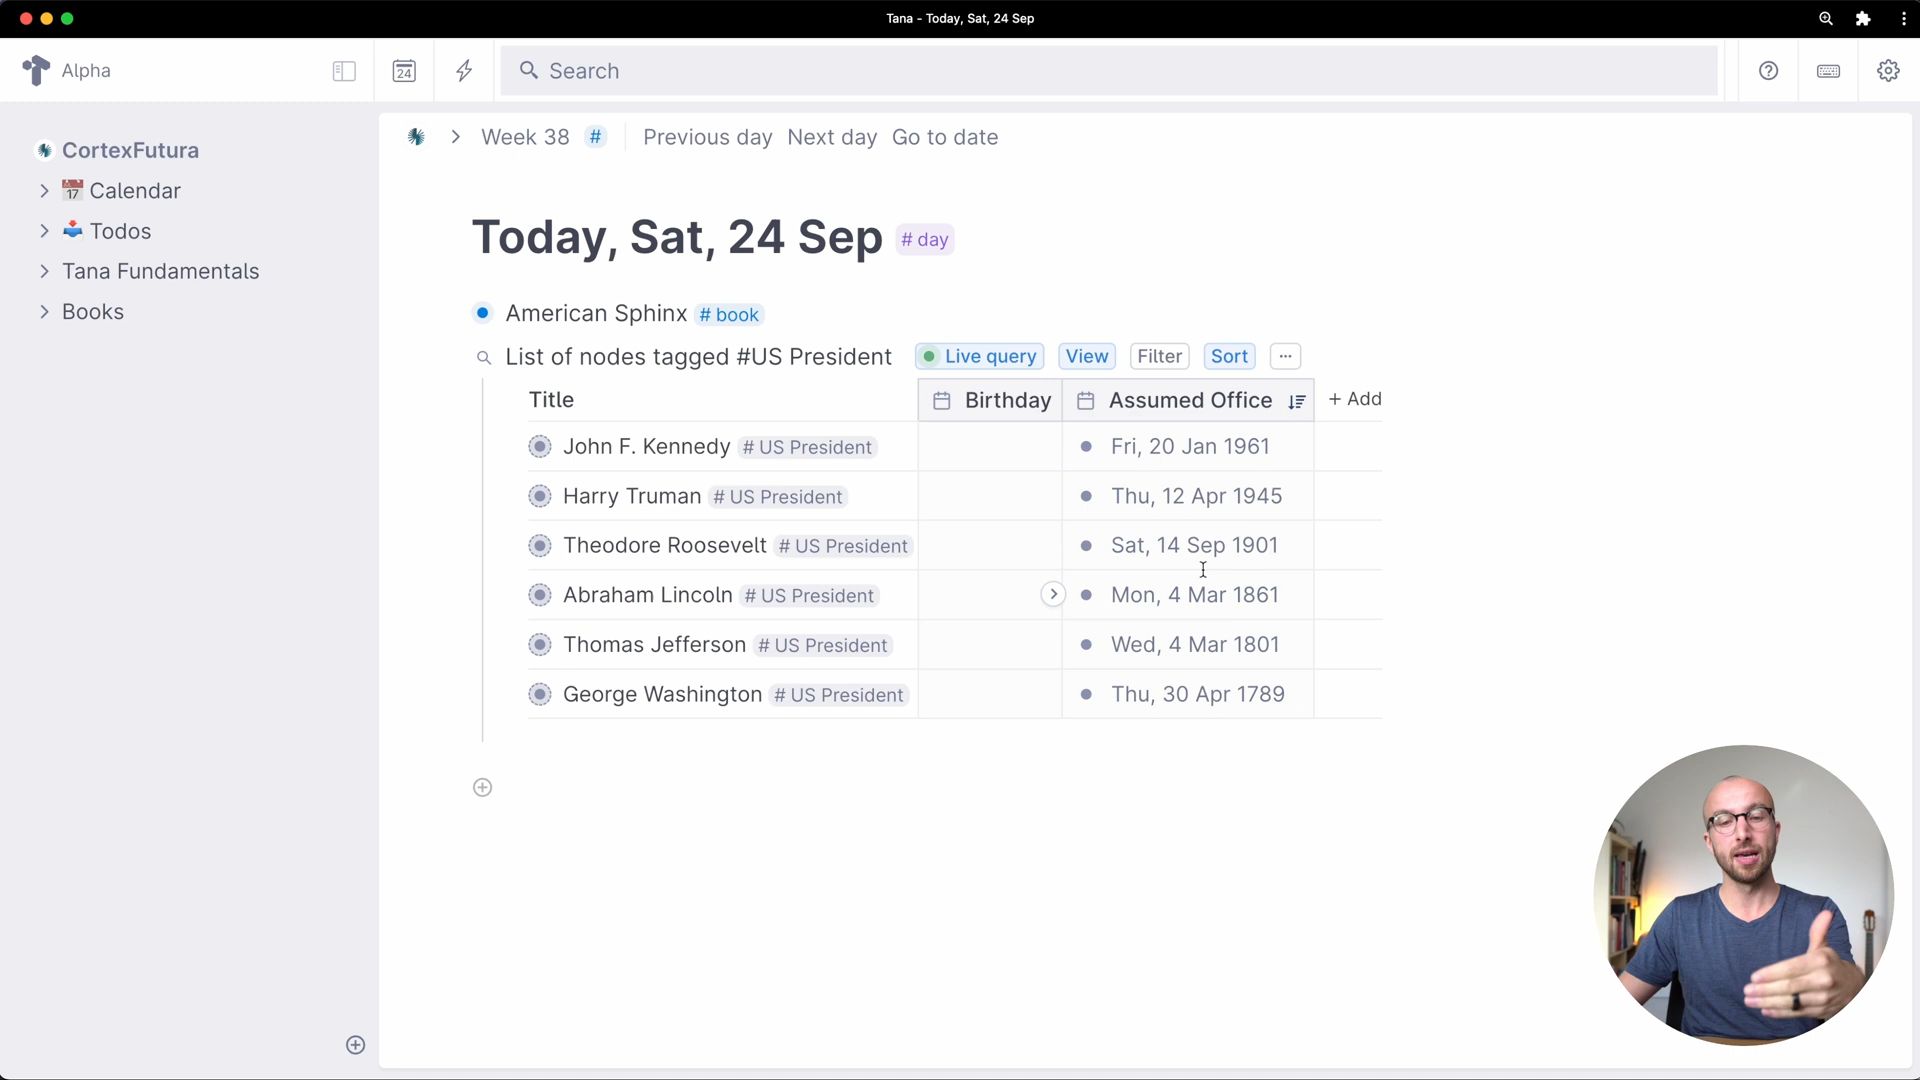 Tana - Today, Sat, 24 Sep
Alpha
24
Search
CortexFutura
17 Calendar
Todos
Tana Fundamentals
Books
Week 38 # Previous day Next day Go to date
Today, Sat, 24 Sep # day
American Sphinx # book
List of nodes tagged #US President Live query View Filter Sort ...
Title Birthday Assumed Office + Add
John F. Kennedy # US President Fri, 20 Jan 1961
Harry Truman # US President Thu, 12 Apr 1945
Theodore Roosevelt # US President Sat, 14 Sep 1901
Abraham Lincoln # US President Mon, 4 Mar 1861
Thomas Jefferson # US President Wed, 4 Mar 1801
George Washington # US President Thu, 30 Apr 1789